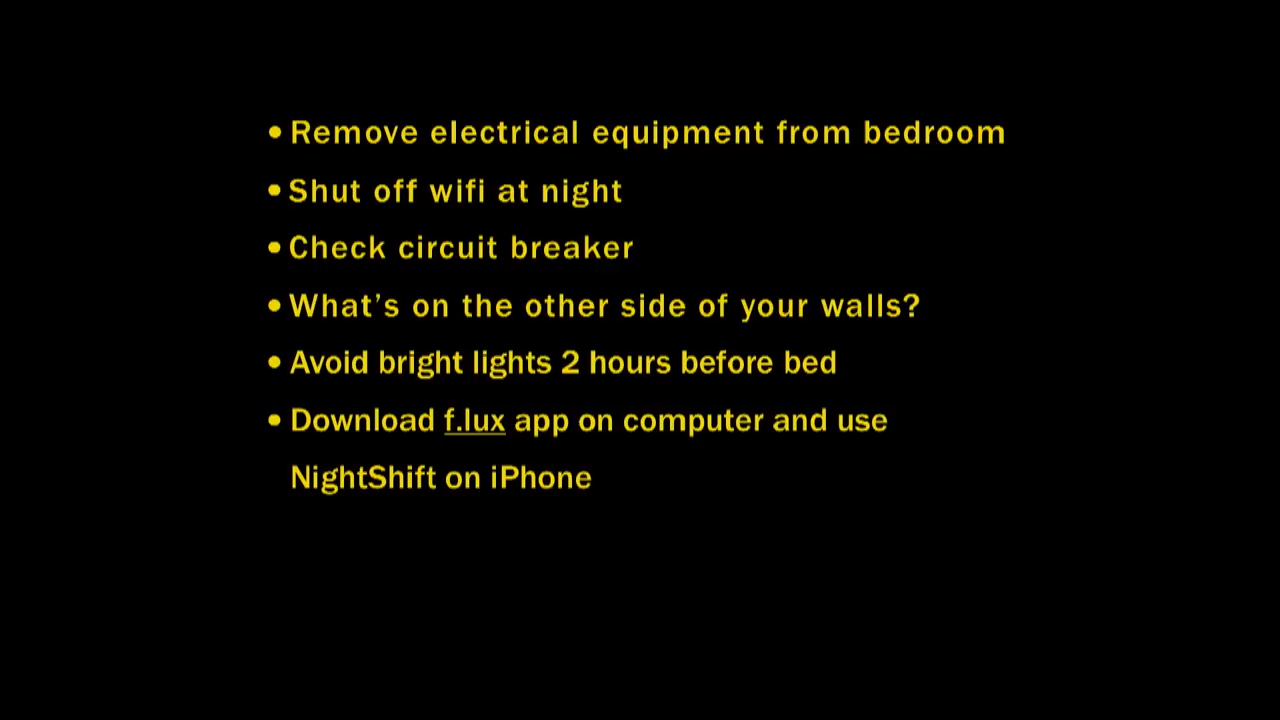 • Remove electrical equipment from bedroom
• Shut off wifi at night
• Check circuit breaker
• What’s on the other side of your walls?
• Avoid bright lights 2 hours before bed
• Download f.lux app on computer and use
NightShift on iPhone